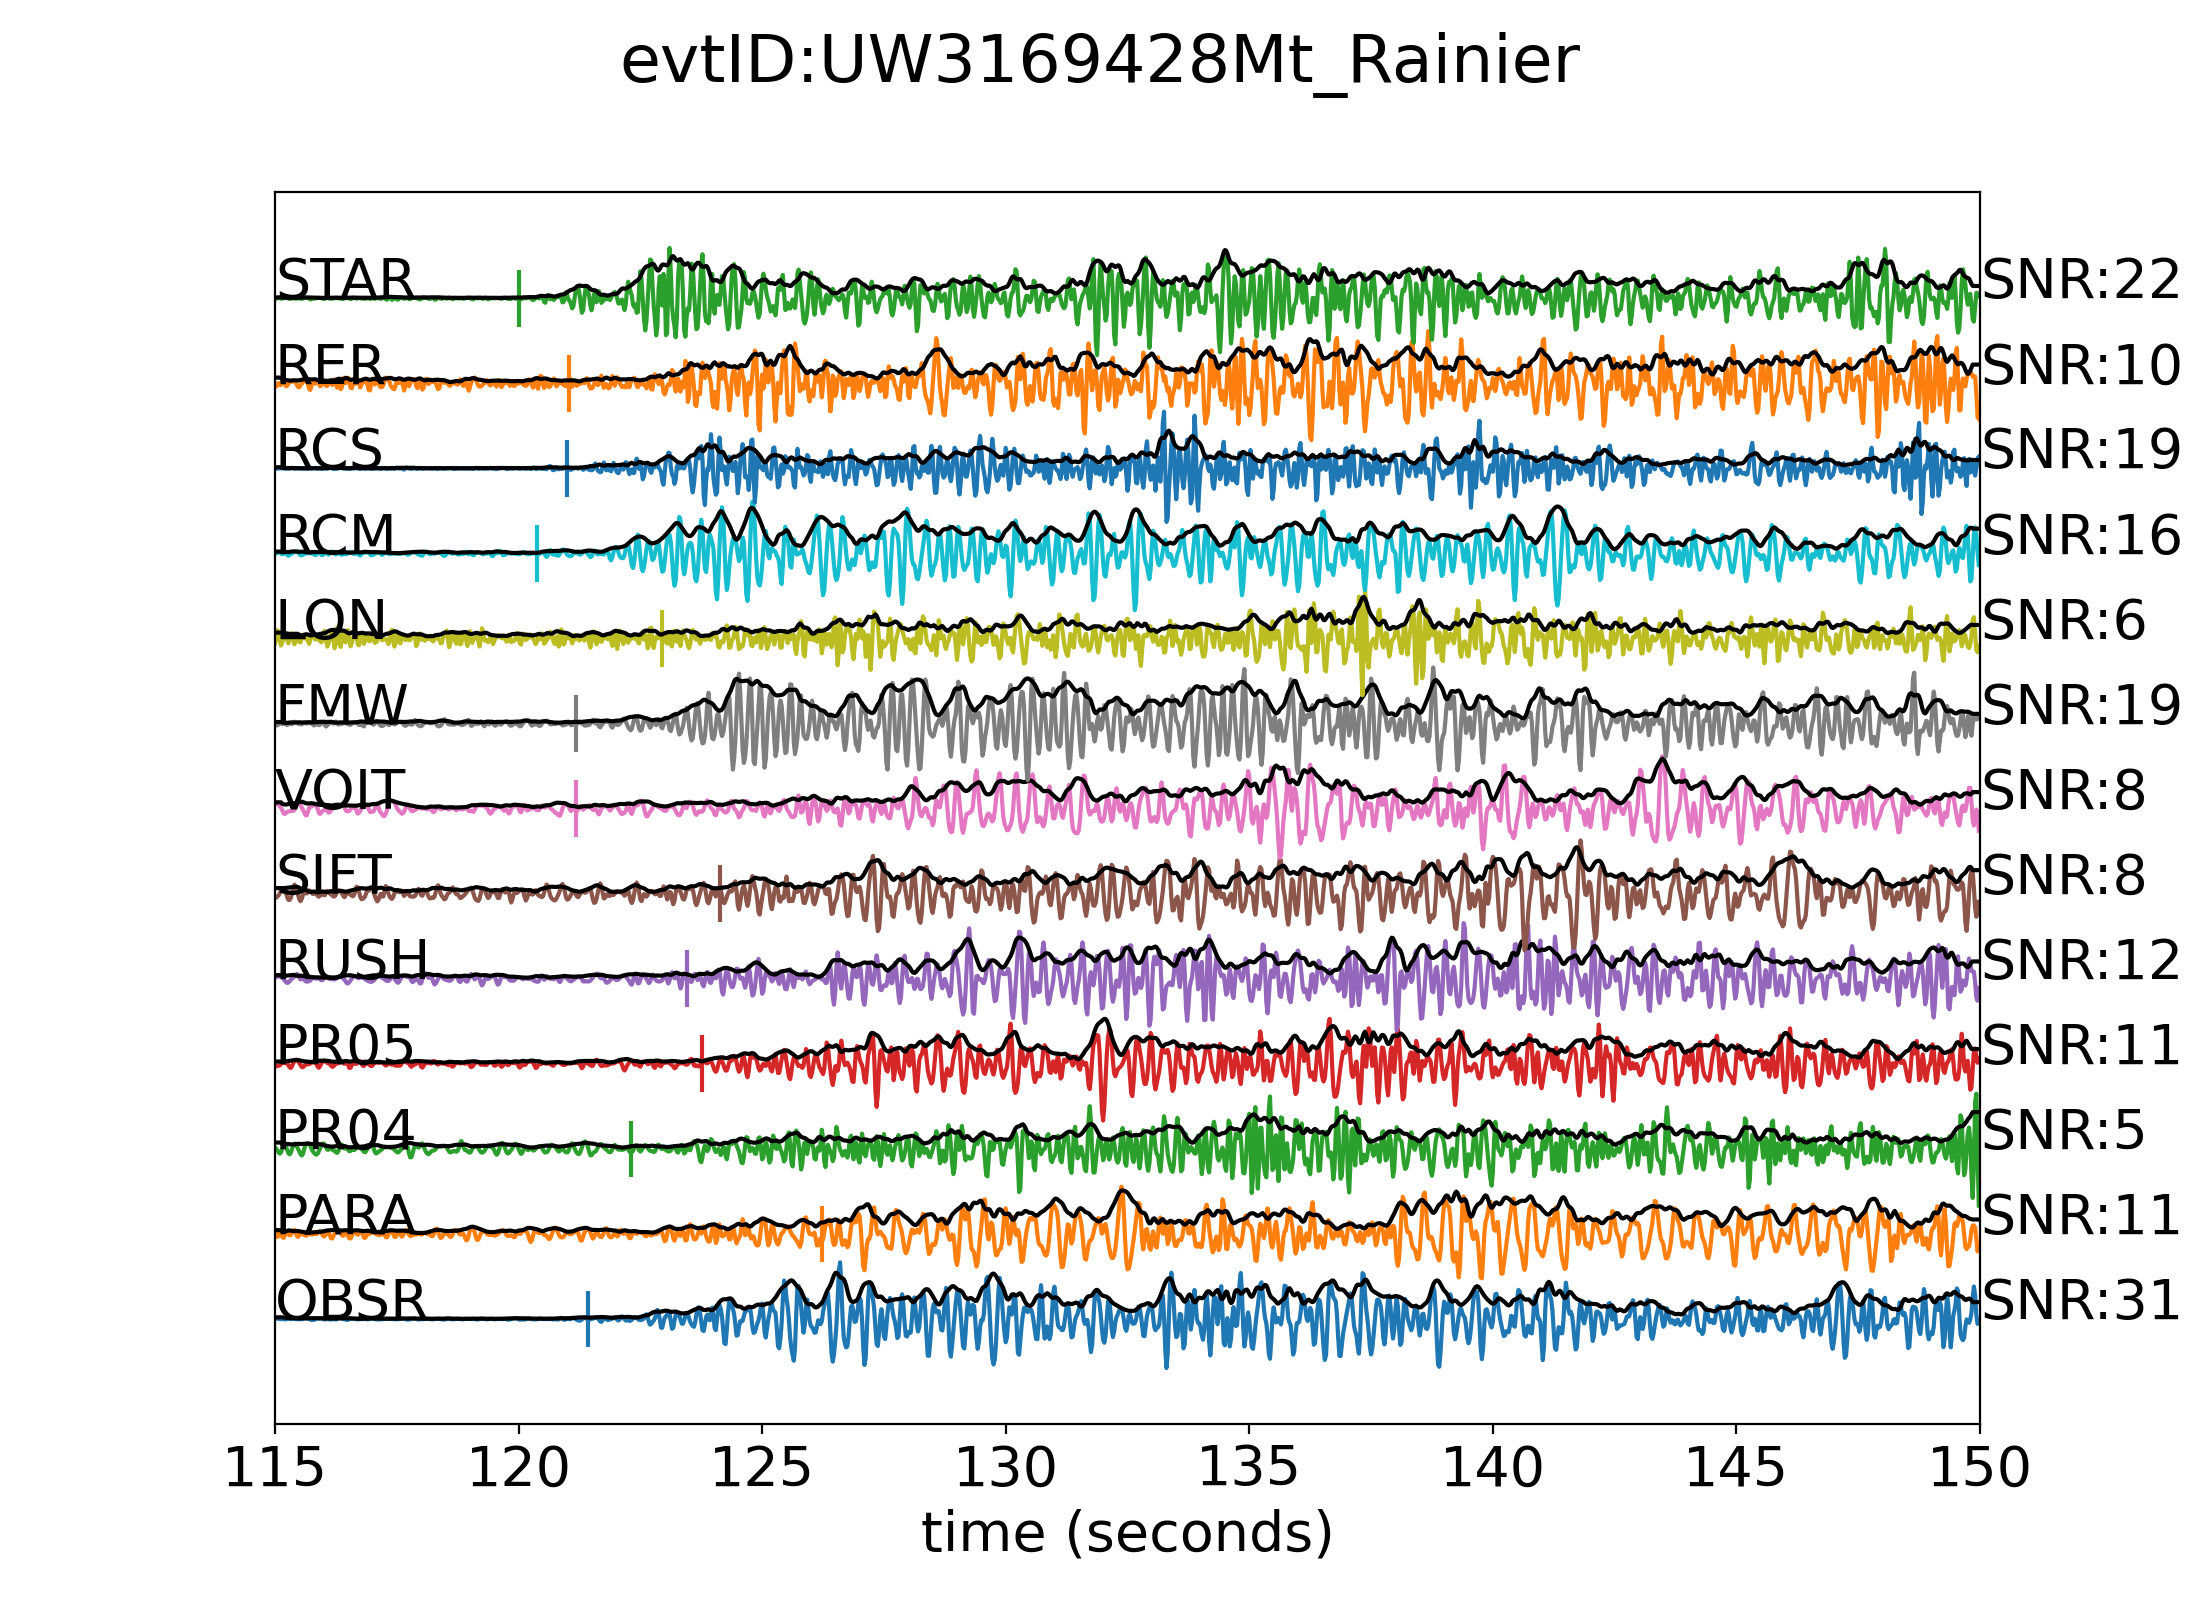 evtID:UW3169428Mt_Rainier
STAR SNR:22
RER SNR:10
RCS SNR:19
RCM SNR:16
LON SNR:6
FMW SNR:19
VOIT SNR:8
SIFT SNR:8
RUSH SNR:12
PR05 SNR:11
PR04 SNR:5
PARA SNR:11
OBSR SNR:31
115 120 125 130 135 140 145 150
time (seconds)